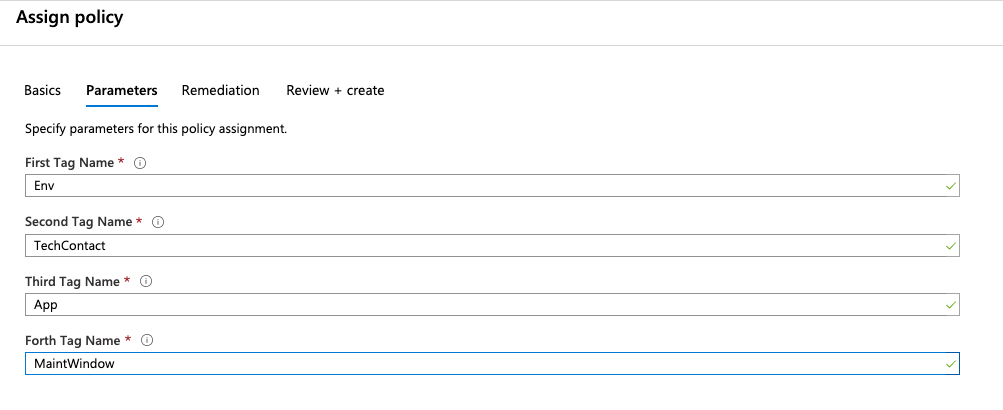 Assign policy
Basics Parameters Remediation Review + create
Specify parameters for this policy assignment.
First Tag Name *
Env
Second Tag Name *
TechContact
Third Tag Name *
App
Forth Tag Name *
MaintWindow